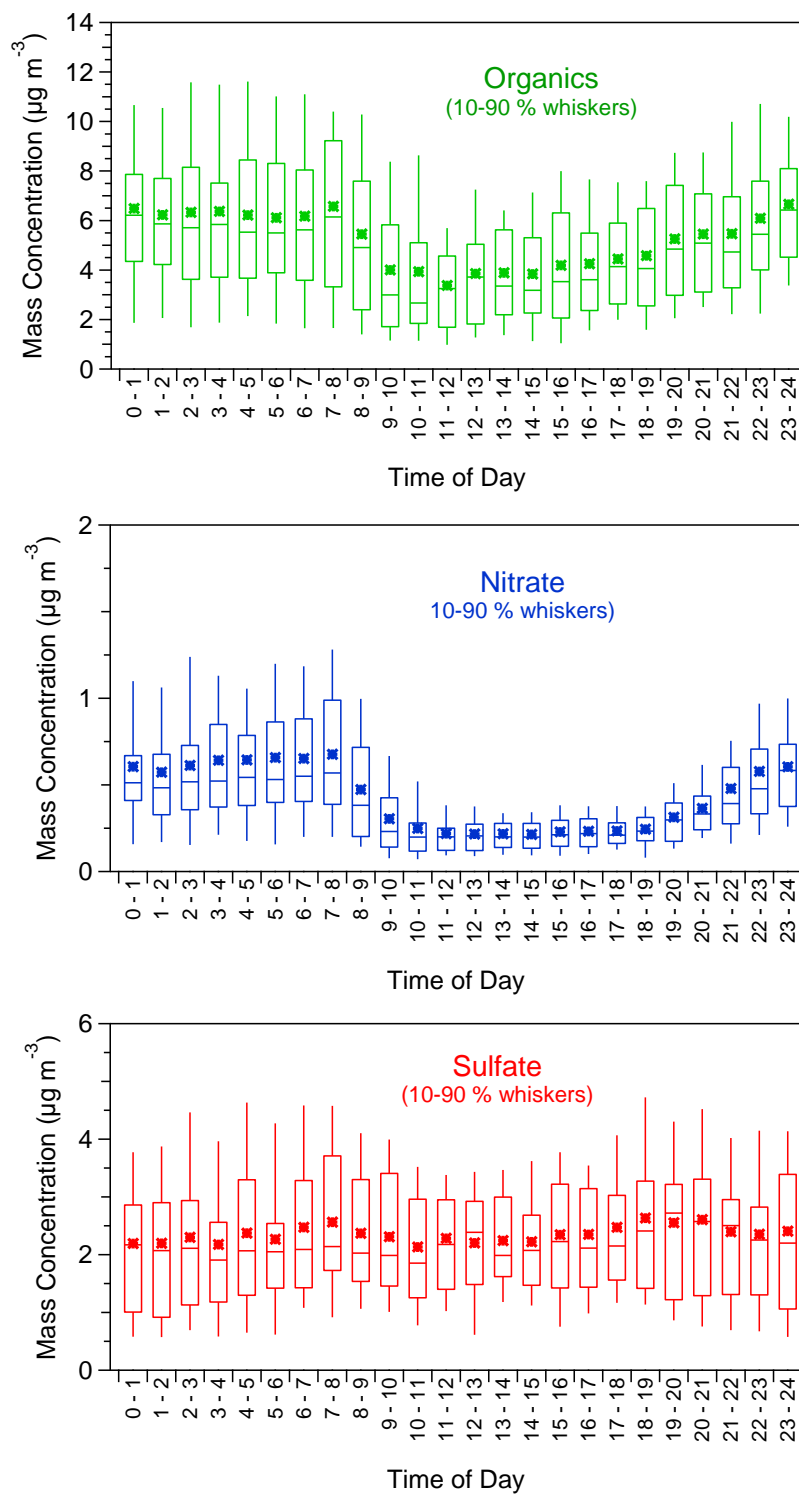 14
12
10
8
6
4
2
0
Mass Concentration (µg m⁻³)
Organics
(10-90 % whiskers)
0 - 1
1 - 2
2 - 3
3 - 4
4 - 5
5 - 6
6 - 7
7 - 8
8 - 9
9 - 10
10 - 11
11 - 12
12 - 13
13 - 14
14 - 15
15 - 16
16 - 17
17 - 18
18 - 19
19 - 20
20 - 21
21 - 22
22 - 23
23 - 24
Time of Day
2
1
0
Mass Concentration (µg m⁻³)
Nitrate
10-90 % whiskers)
0 - 1
1 - 2
2 - 3
3 - 4
4 - 5
5 - 6
6 - 7
7 - 8
8 - 9
9 - 10
10 - 11
11 - 12
12 - 13
13 - 14
14 - 15
15 - 16
16 - 17
17 - 18
18 - 19
19 - 20
20 - 21
21 - 22
22 - 23
23 - 24
Time of Day
6
4
2
0
Mass Concentration (µg m⁻³)
Sulfate
(10-90 % whiskers)
0 - 1
1 - 2
2 - 3
3 - 4
4 - 5
5 - 6
6 - 7
7 - 8
8 - 9
9 - 10
10 - 11
11 - 12
12 - 13
13 - 14
14 - 15
15 - 16
16 - 17
17 - 18
18 - 19
19 - 20
20 - 21
21 - 22
22 - 23
23 - 24
Time of Day